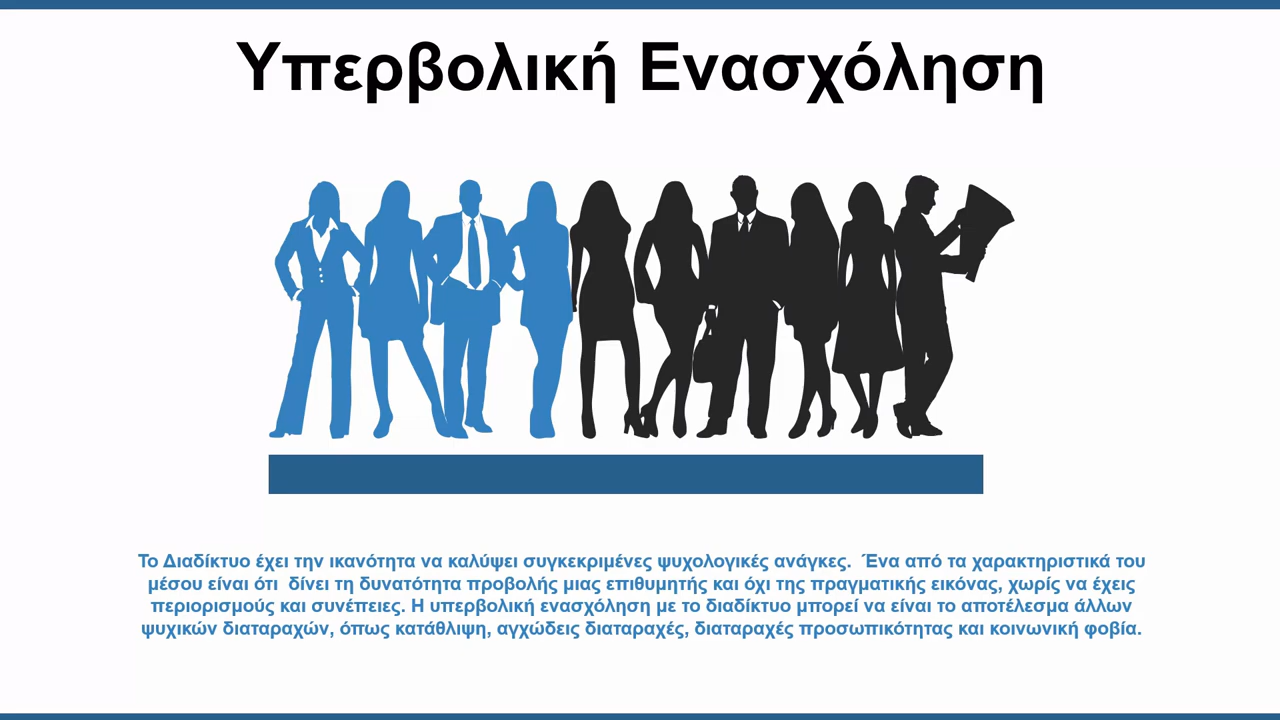 Υπερβολική Ενασχόληση
Το Διαδίκτυο έχει την ικανότητα να καλύψει συγκεκριμένες ψυχολογικές ανάγκες.  Ένα από τα χαρακτηριστικά του
μέσου είναι ότι  δίνει τη δυνατότητα προβολής μιας επιθυμητής και όχι της πραγματικής εικόνας, χωρίς να έχεις
περιορισμούς και συνέπειες. Η υπερβολική ενασχόληση με το διαδίκτυο μπορεί να είναι το αποτέλεσμα άλλων
ψυχικών διαταραχών, όπως κατάθλιψη, αγχώδεις διαταραχές, διαταραχές προσωπικότητας και κοινωνική φοβία.